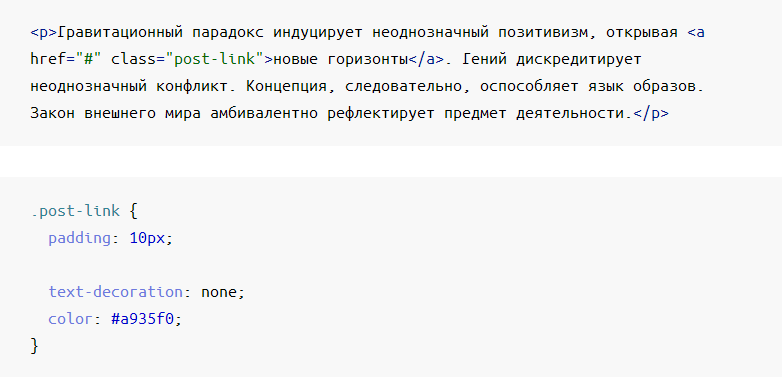 <p>Гравитационный парадокс индуцирует неоднозначный позитивизм, открывая <a
href="#" class="post-link">новые горизонты</a>. Гений дискредитирует
неоднозначный конфликт. Концепция, следовательно, оспособляет язык образов.
Закон внешнего мира амбивалентно рефлектирует предмет деятельности.</p>
.post-link {
  padding: 10px;
  text-decoration: none;
  color: #a935f0;
}